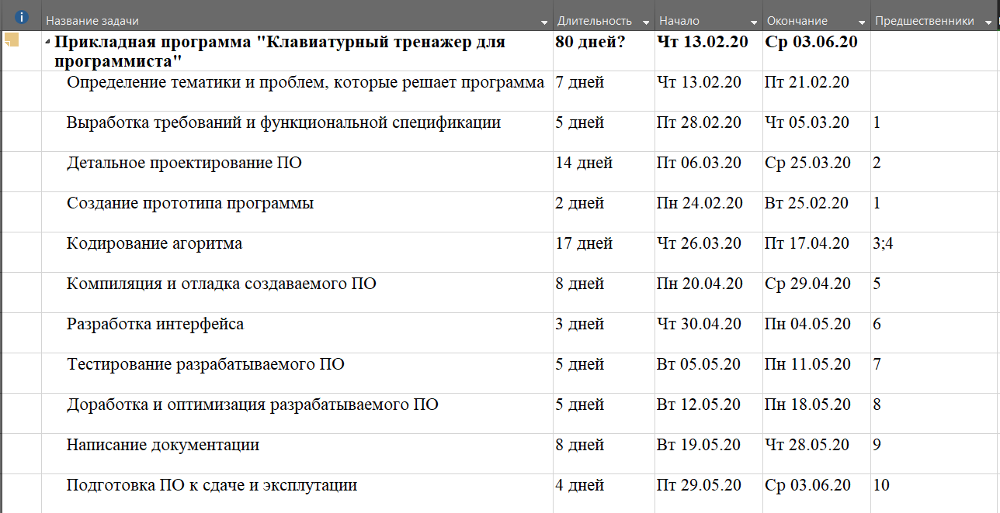 Название задачи Длительность Начало Окончание Предшественники
Прикладная программа "Клавиатурный тренажер для 80 дней? Чт 13.02.20 Ср 03.06.20
программиста"
Определение тематики и проблем, которые решает программа 7 дней Чт 13.02.20 Пт 21.02.20
Выработка требований и функциональной спецификации 5 дней Пт 28.02.20 Чт 05.03.20 1
Детальное проектирование ПО 14 дней Пт 06.03.20 Ср 25.03.20 2
Создание прототипа программы 2 дней Пн 24.02.20 Вт 25.02.20 1
Кодирование агоритма 17 дней Чт 26.03.20 Пт 17.04.20 3;4
Компиляция и отладка создаваемого ПО 8 дней Пн 20.04.20 Ср 29.04.20 5
Разработка интерфейса 3 дней Чт 30.04.20 Пн 04.05.20 6
Тестирование разрабатываемого ПО 5 дней Вт 05.05.20 Пн 11.05.20 7
Доработка и оптимизация разрабатываемого ПО 5 дней Вт 12.05.20 Пн 18.05.20 8
Написание документации 8 дней Вт 19.05.20 Чт 28.05.20 9
Подготовка ПО к сдаче и эксплутации 4 дней Пт 29.05.20 Ср 03.06.20 10